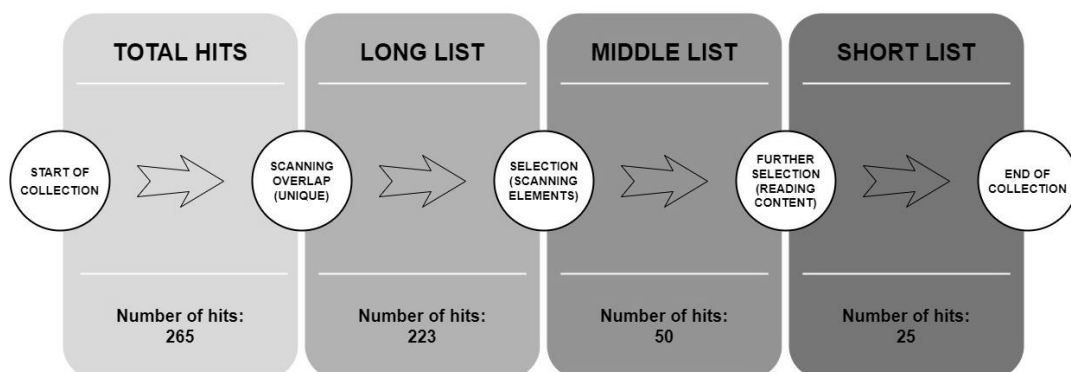 TOTAL HITS
LONG LIST
MIDDLE LIST
SHORT LIST
START OF
COLLECTION
SCANNING
OVERLAP
(UNIQUE)
SELECTION
(SCANNING
ELEMENTS)
FURTHER
SELECTION
(READING
CONTENT)
END OF
COLLECTION
Number of hits:
265
Number of hits:
223
Number of hits:
50
Number of hits:
25